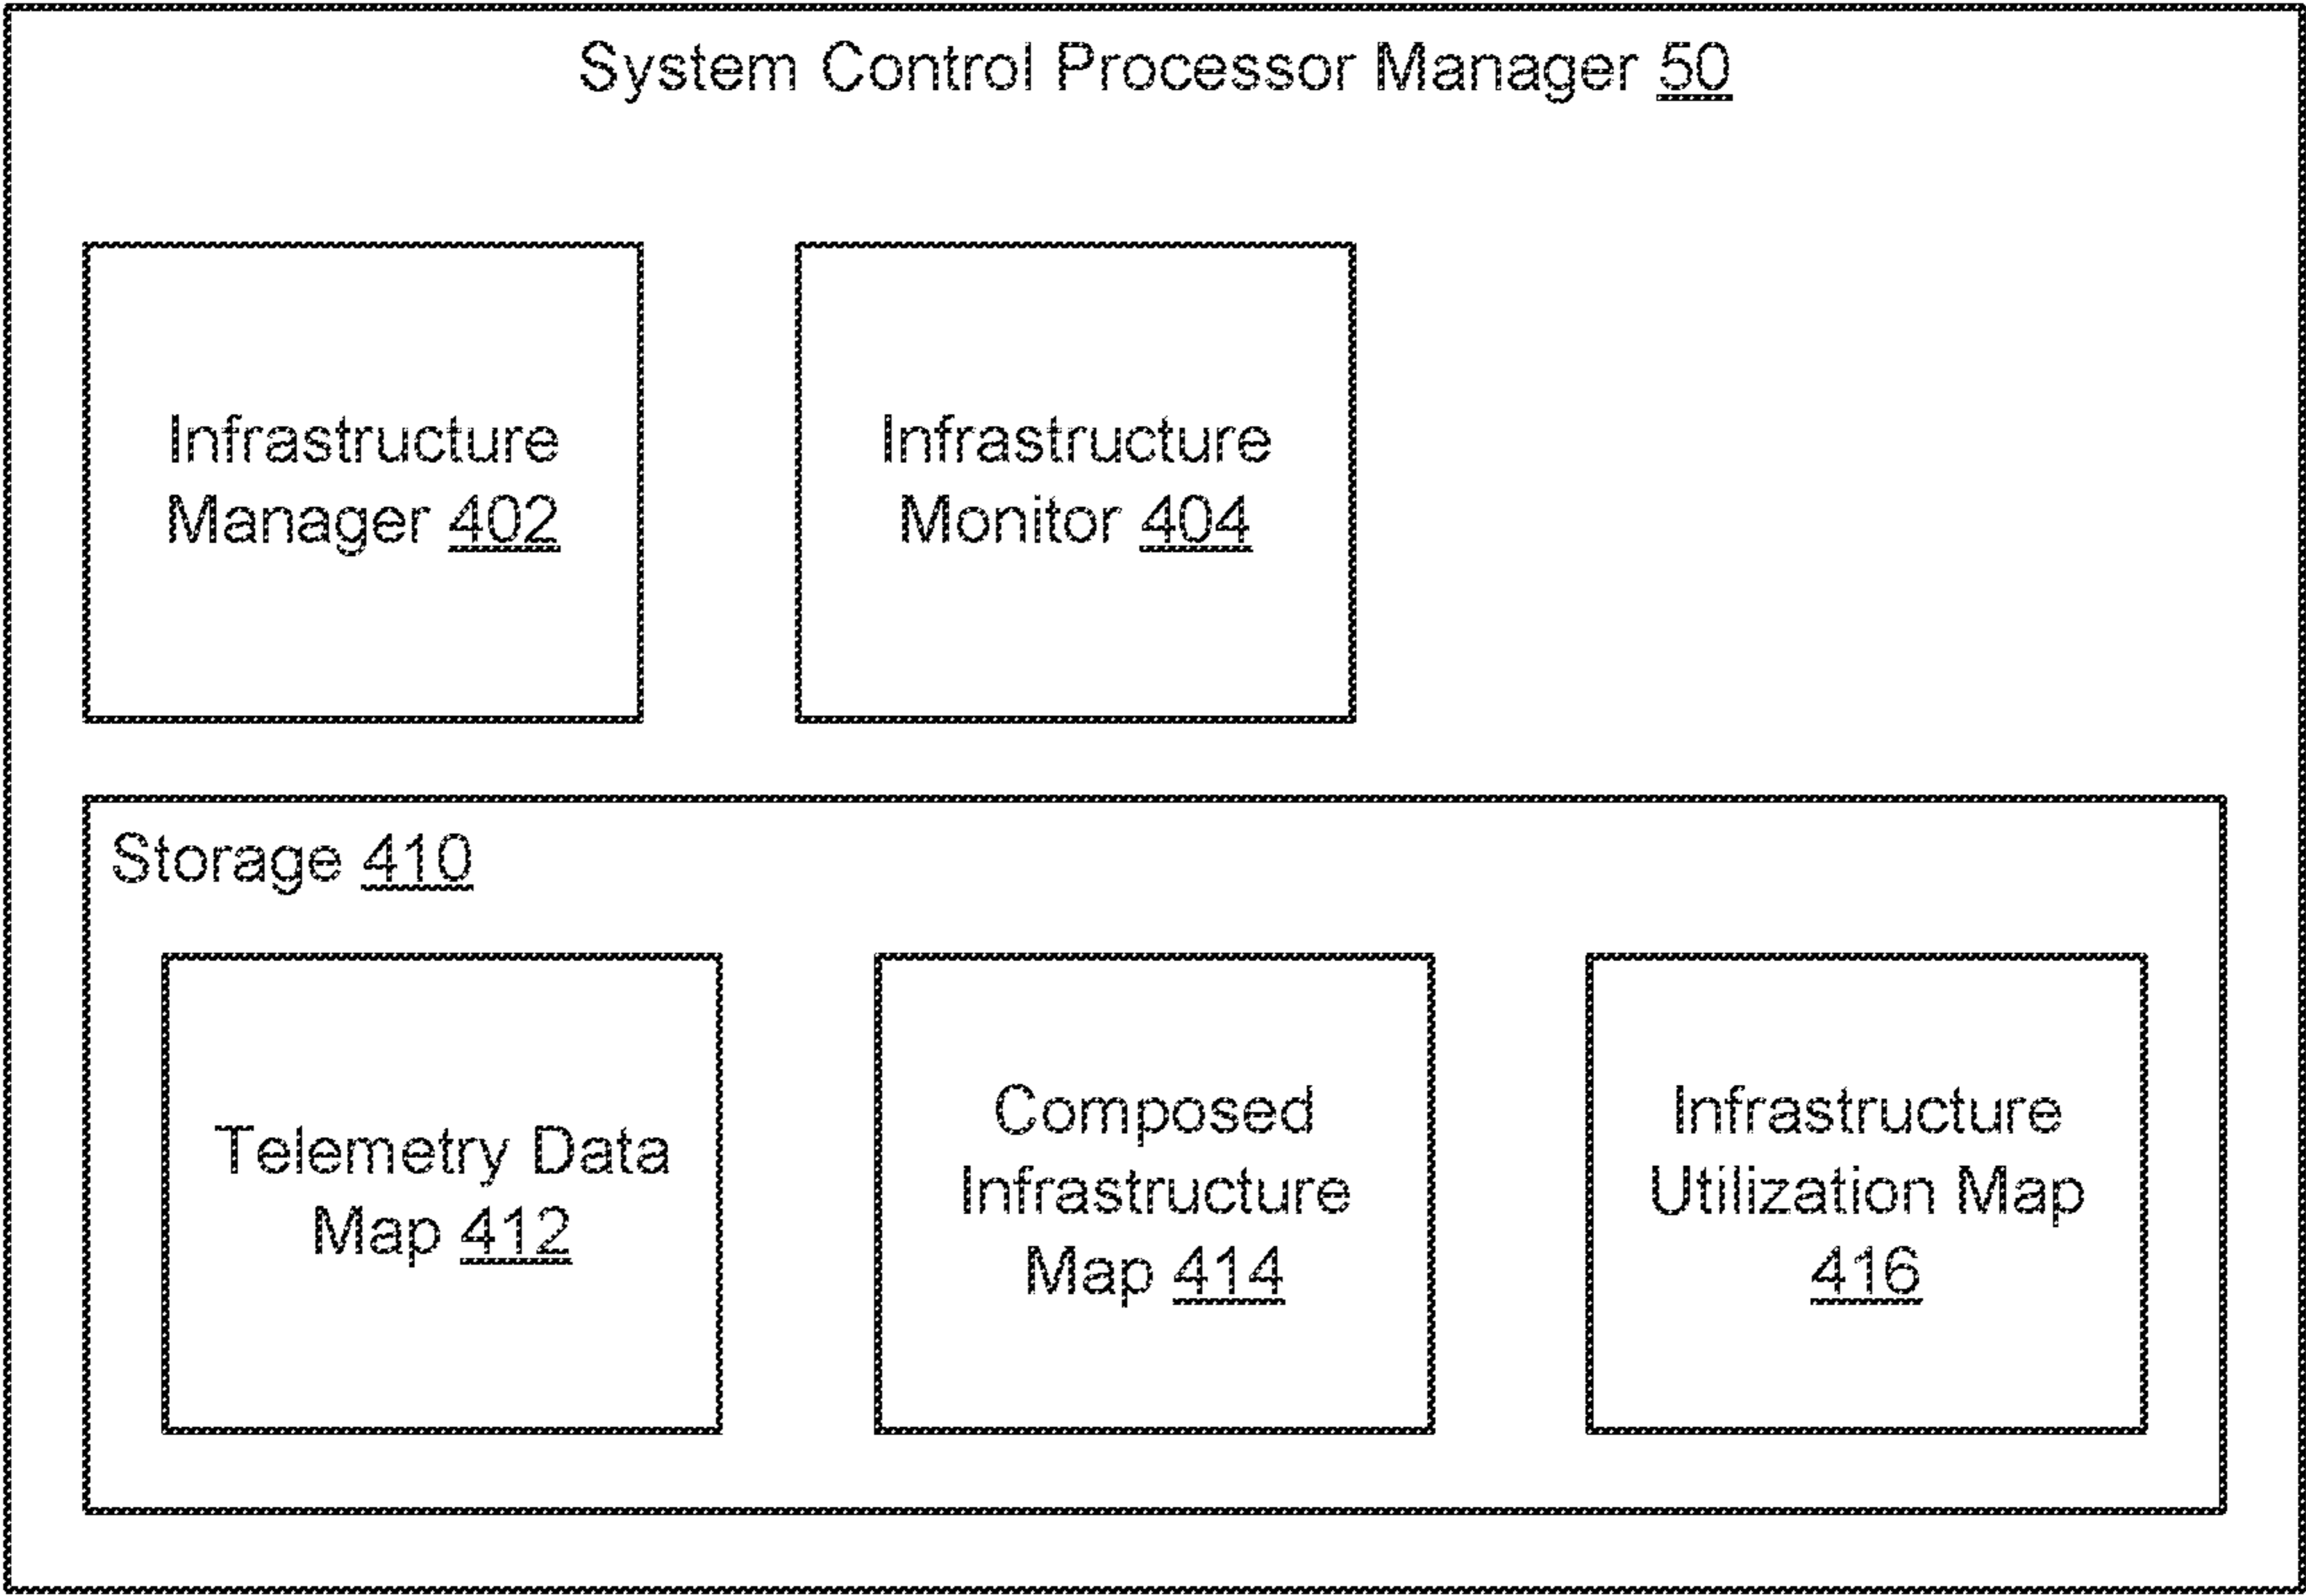 System Control Processor Manager 50
Infrastructure
Manager 402
Infrastructure
Monitor 404
Storage 410
Telemetry Data
Map 412
Composed
Infrastructure
Map 414
Infrastructure
Utilization Map
416